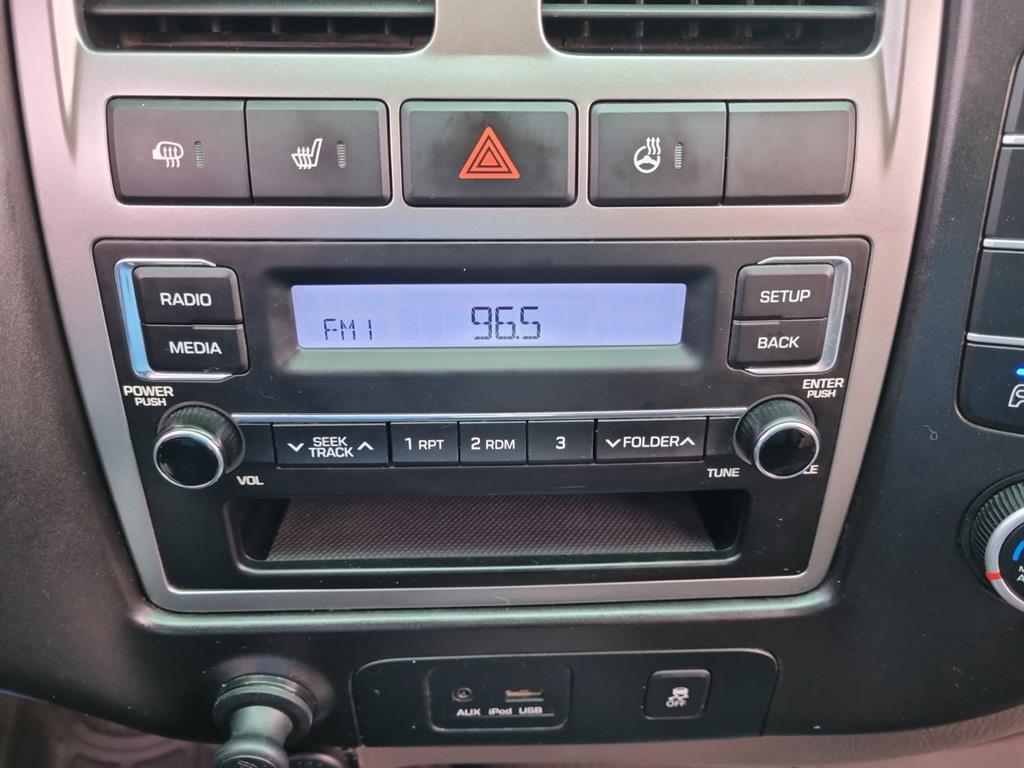 RADIO
MEDIA
FM1 96.5
SETUP
BACK
POWER
PUSH
ENTER
PUSH
SEEK
TRACK
1 RPT
2 RDM
3
FOLDER
VOL
TUNE
AUX iPod USB
OFF